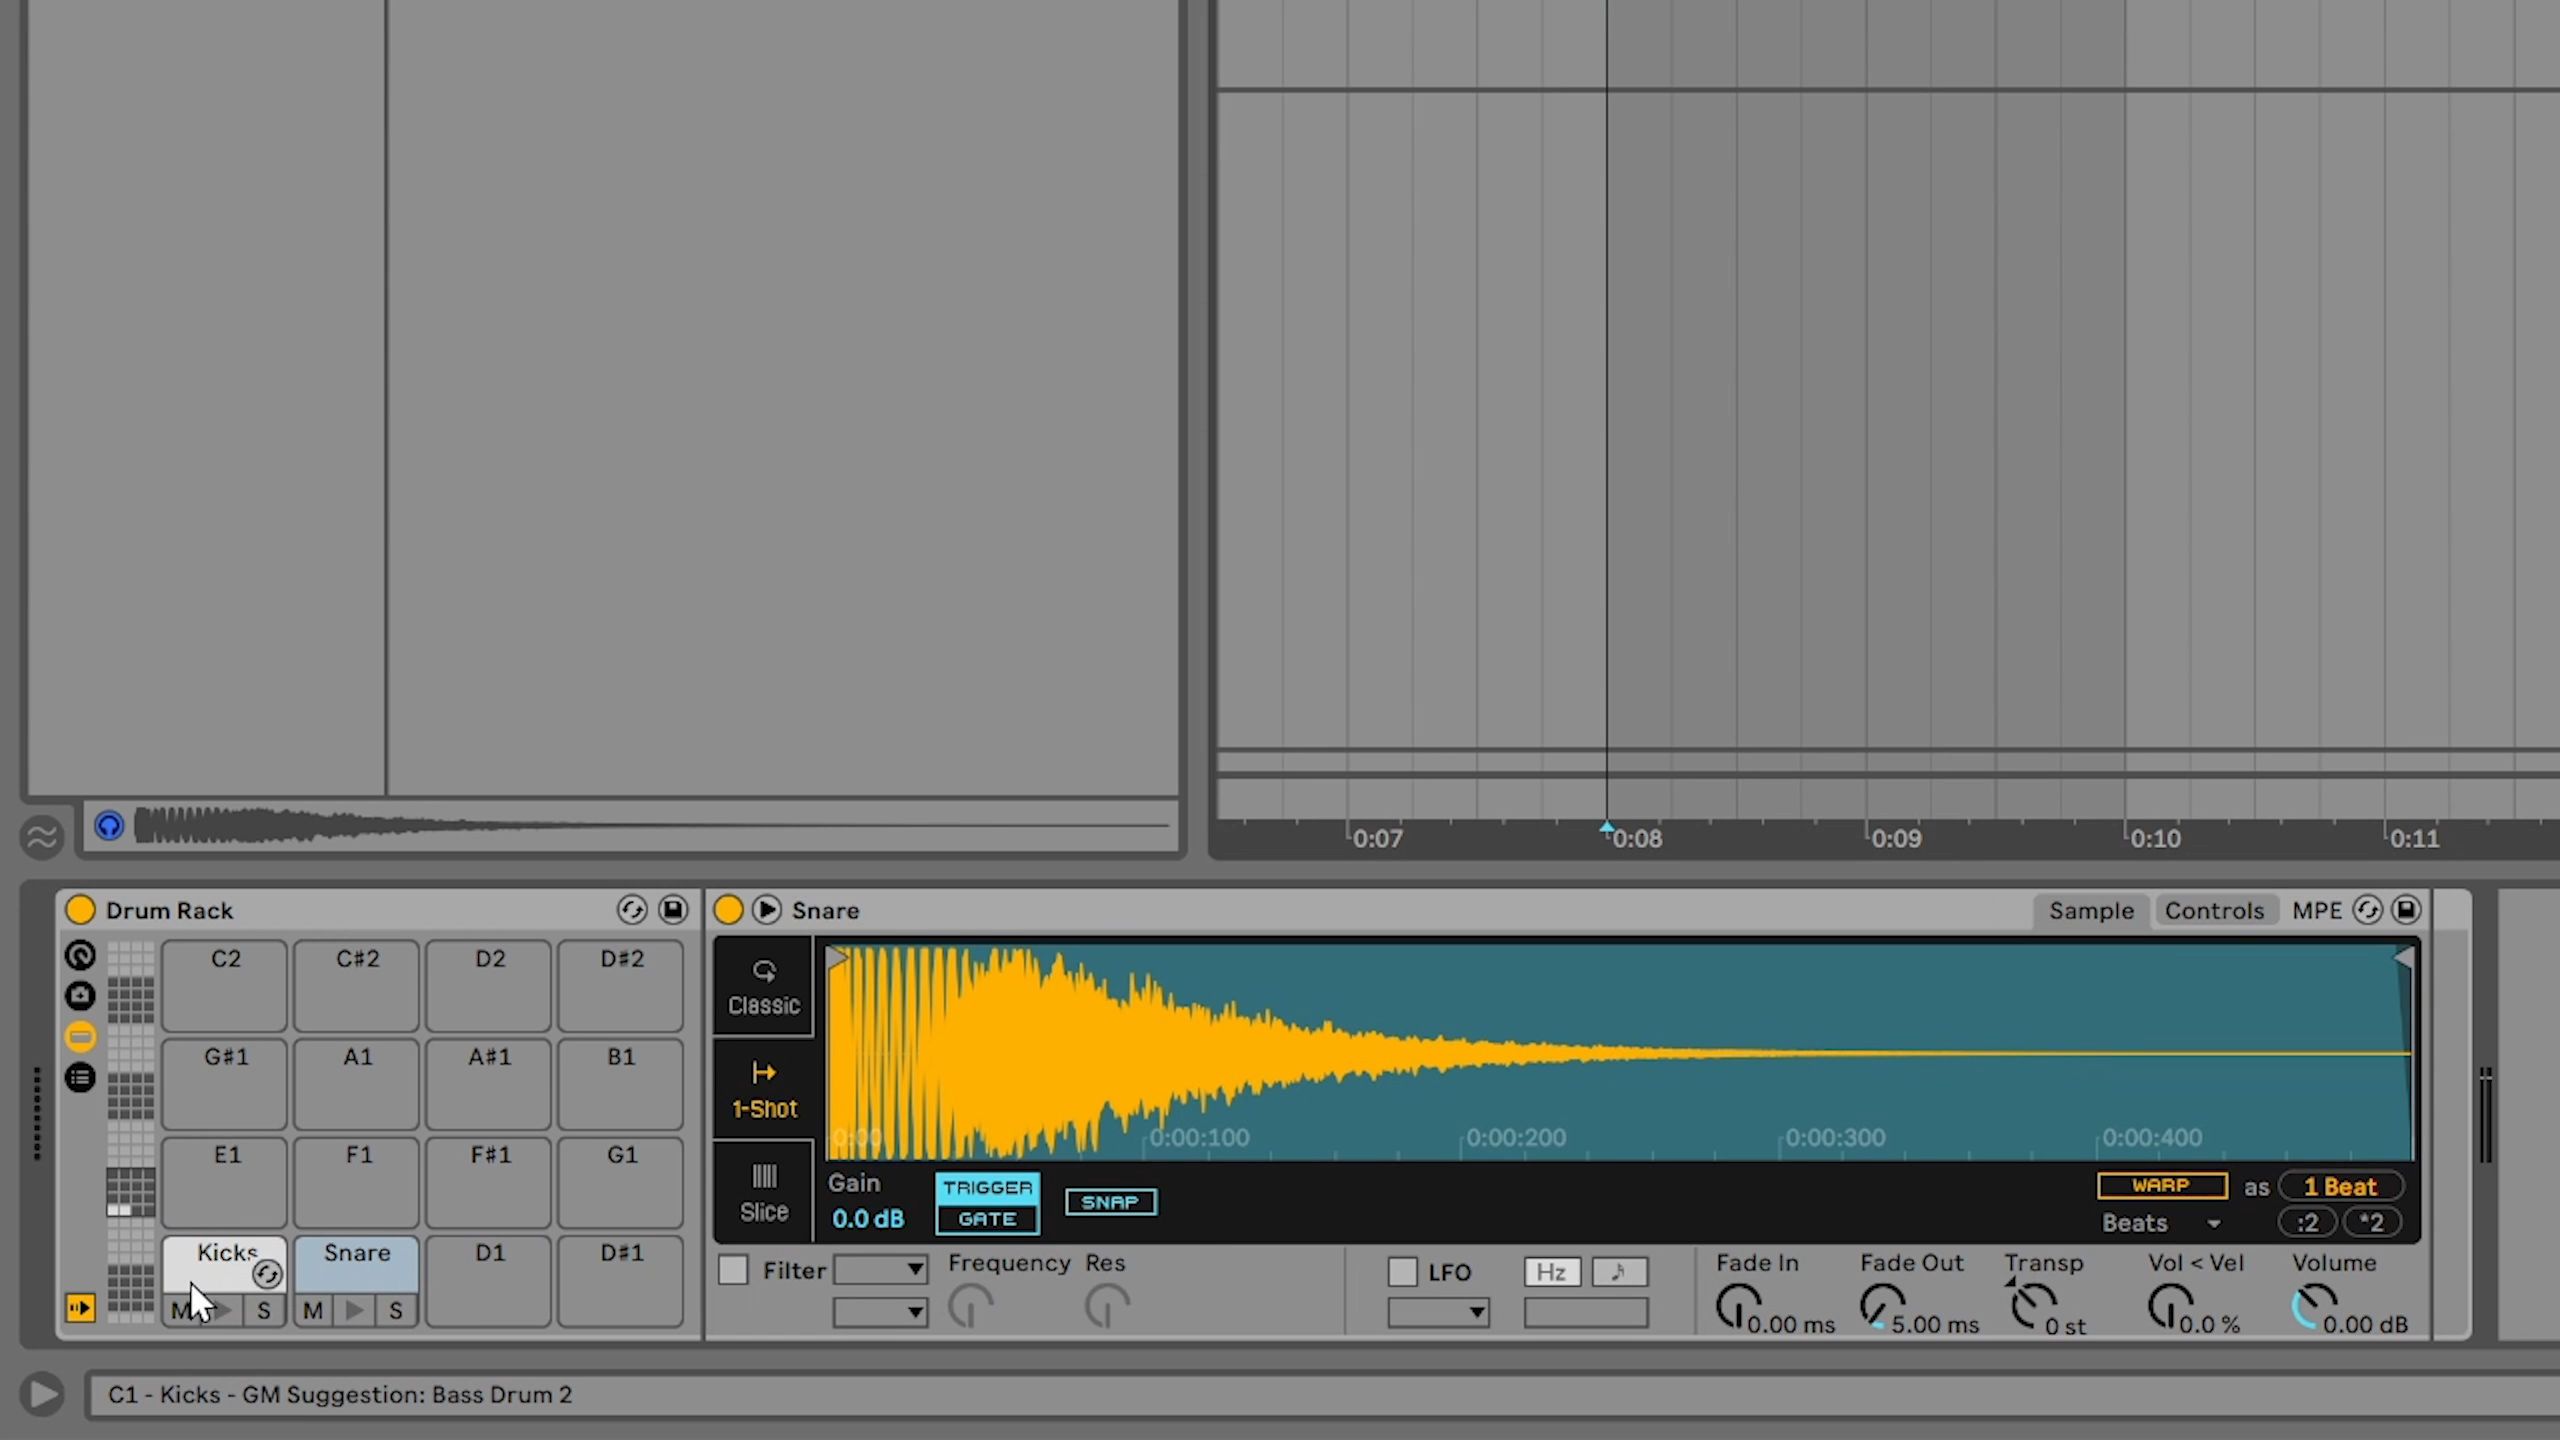 0:07
0:08
0:09
0:10
0:11
Drum Rack
C2 C#2 D2 D#2
G#1 A1 A#1 B1
E1 F1 F#1 G1
Kicks Snare D1 D#1
M S M S
Snare
Sample Controls MPE
Classic
1-Shot
Slice
0:00 0:00:100 0:00:200 0:00:300 0:00:400
Gain
0.0 dB
TRIGGER
GATE
SNAP
WARP as 1 Beat
Beats :2 *2
Filter Frequency Res
LFO Hz
Fade In Fade Out Transp Vol < Vel Volume
0.00 ms 5.00 ms 0 st 0.0 % 0.00 dB
C1 - Kicks - GM Suggestion: Bass Drum 2